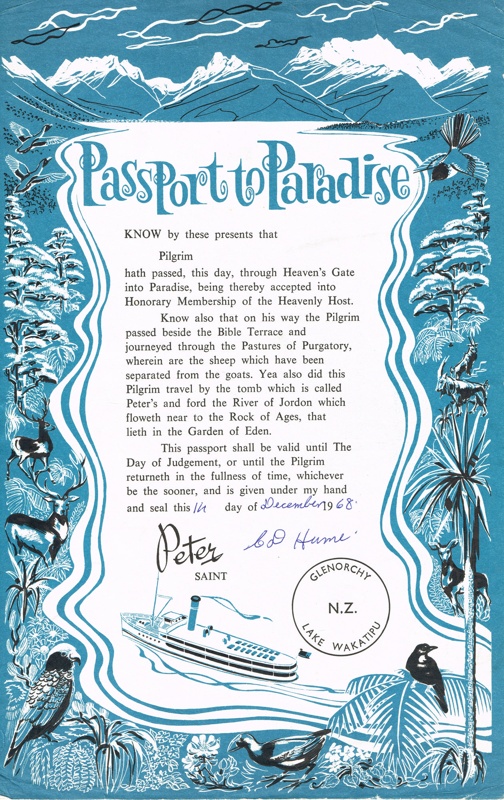 Passport to Paradise
KNOW by these presents that
Pilgrim
hath passed, this day, through Heaven's Gate
into Paradise, being thereby accepted into
Honorary Membership of the Heavenly Host.
Know also that on his way the Pilgrim
passed beside the Bible Terrace and
journeyed through the Pastures of Purgatory,
wherein are the sheep which have been
separated from the goats. Yea also did this
Pilgrim travel by the tomb which is called
Peter's and ford the River of Jordon which
floweth near to the Rock of Ages, that
lieth in the Garden of Eden.
This passport shall be valid until The
Day of Judgement, or until the Pilgrim
returneth in the fullness of time, whichever
be the sooner, and is given under my hand
and seal this day of December 1968.
Peter
SAINT
Hume
GLENORCHY
N.Z.
LAKE WAKATIPU